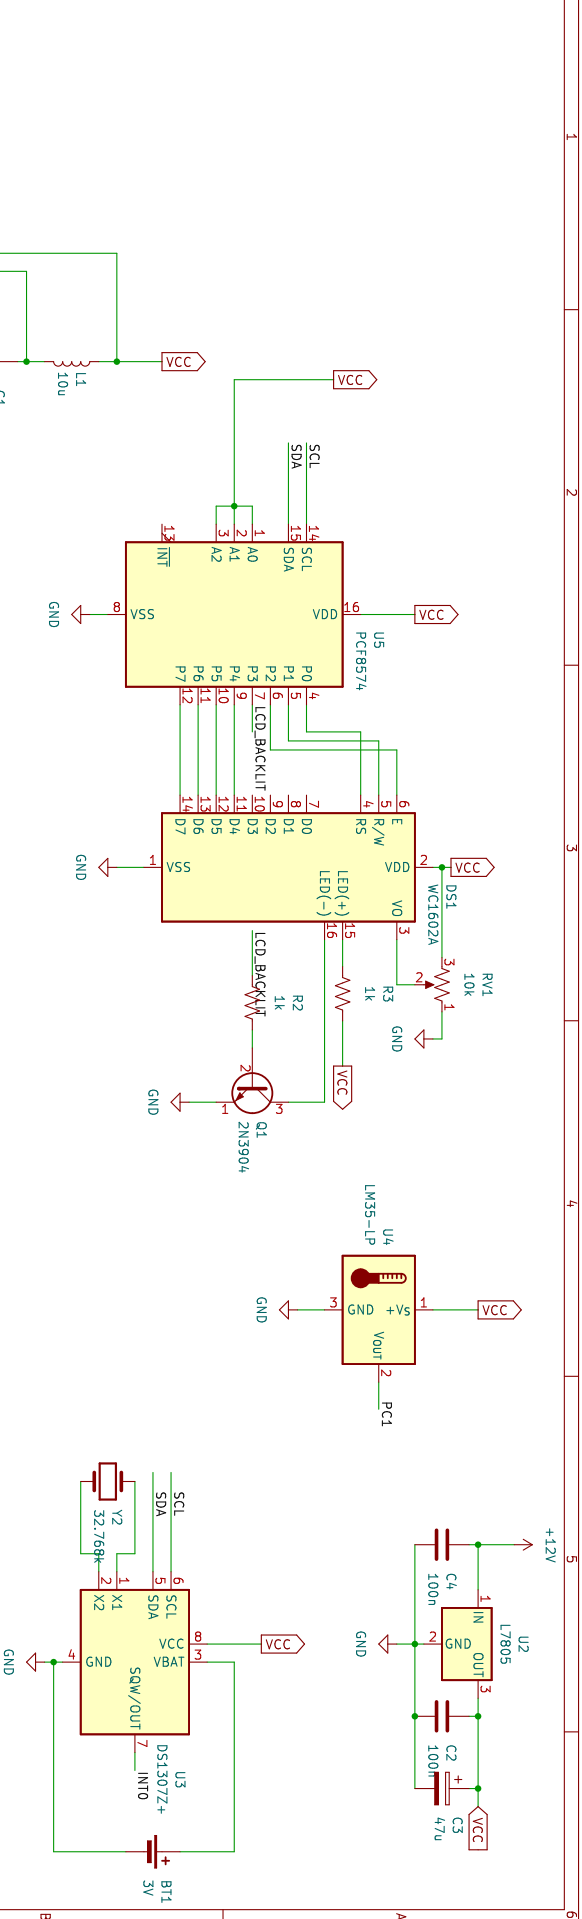 1
VCC
L1
10u
C1
VCC
SCL
SDA
2
13
3
2
1
15
14
INT
A2
A1
A0
SDA
SCL
GND
8
VSS
VDD
16
VCC
U5
PCF8574
P7
P6
P5
P4
P3
P2
P1
P0
12
11
10
9
7
6
5
4
LCD_BACKLIT
14
13
12
11
10
9
8
7
4
5
6
D7
D6
D5
D4
D3
D2
D1
D0
RS
R/W
E
3
GND
1
VSS
VDD
2
VCC
DS1
WC1602A
LED(-)
LED(+)
VO
16
15
3
LCD_BACKLIT
R2
1k
R3
1k
2
3
1
RV1
10k
GND
VCC
2
1
3
GND
Q1
2N3904
4
U4
LM35-LP
GND
3
GND
+Vs
1
VCC
Vout
2
PC1
SDA
SCL
Y2
32.768k
2
1
5
6
X2
X1
SDA
SCL
VCC
8
VCC
GND
4
GND
VBAT
3
SQW/OUT
7
INT0
U3
DS1307Z+
BT1
3V
+
+12V
5
C4
100n
1
IN
U2
L7805
GND
2
GND
OUT
3
C2
100n
+
C3
47u
VCC
B
A
6